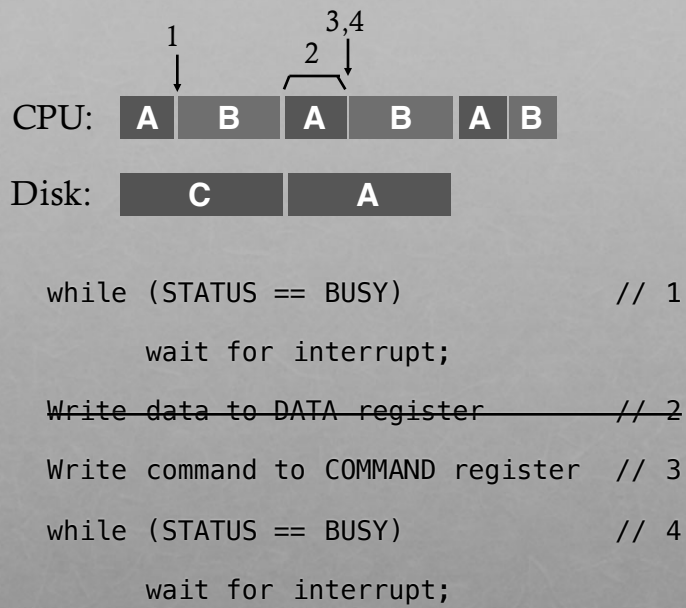 1
3,4
2
CPU: A B A B A B
Disk: C A
while (STATUS == BUSY) // 1
wait for interrupt;
Write data to DATA register // 2
Write command to COMMAND register // 3
while (STATUS == BUSY) // 4
wait for interrupt;